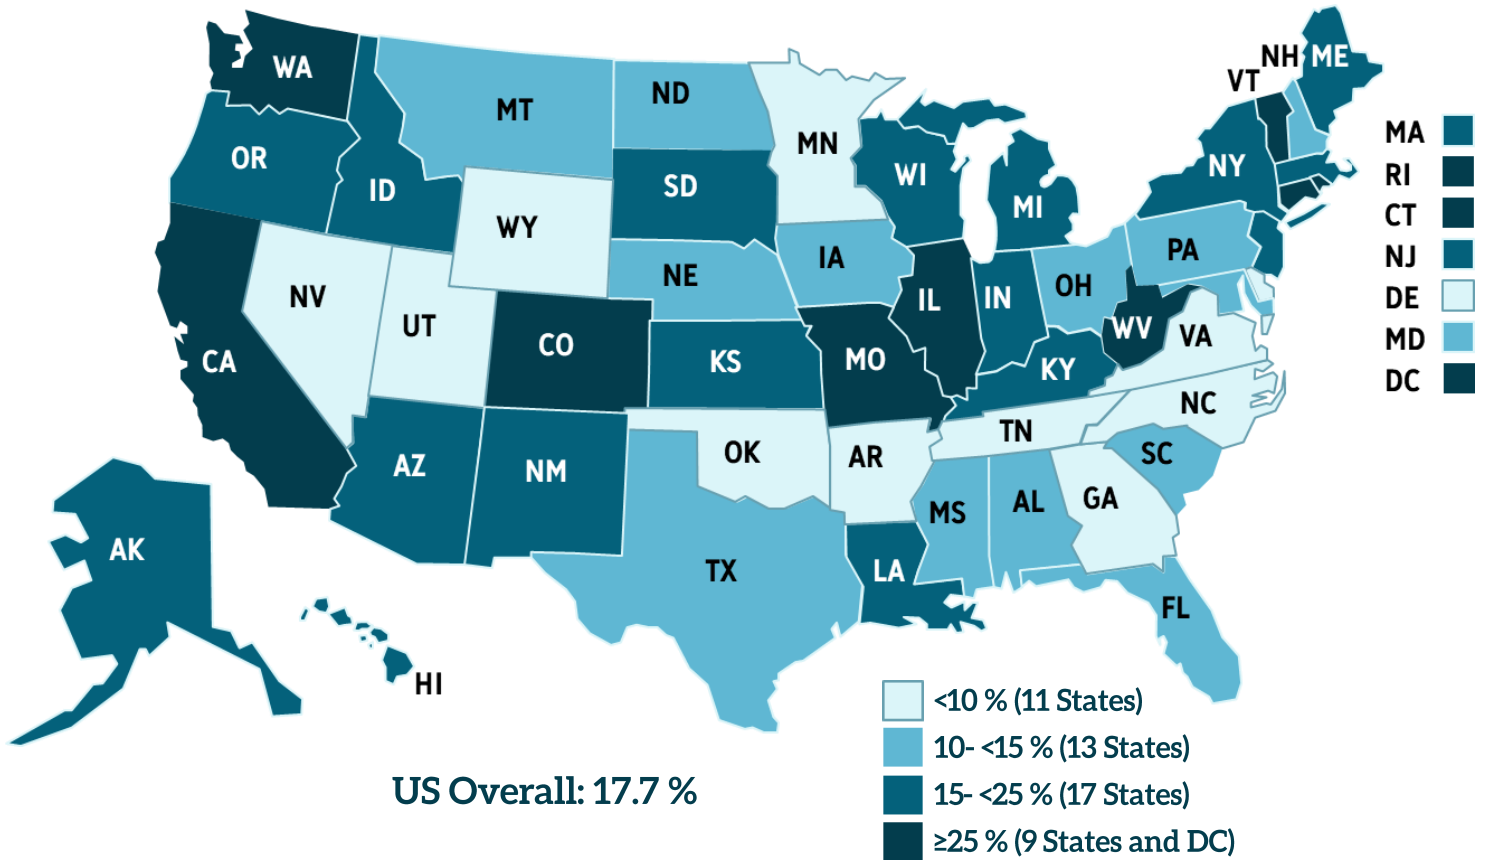 WA
MT
ND
MN
OR
ID
SD
WI
MI
NY
VT
NH
ME
WY
NE
IA
PA
NV
UT
CO
KS
MO
IL
IN
OH
WV
VA
KY
CA
AZ
NM
OK
AR
TN
NC
SC
TX
LA
MS
AL
GA
FL
AK
HI
MA
RI
CT
NJ
DE
MD
DC
<10 % (11 States)
10- <15 % (13 States)
15- <25 % (17 States)
≥25 % (9 States and DC)
US Overall: 17.7 %